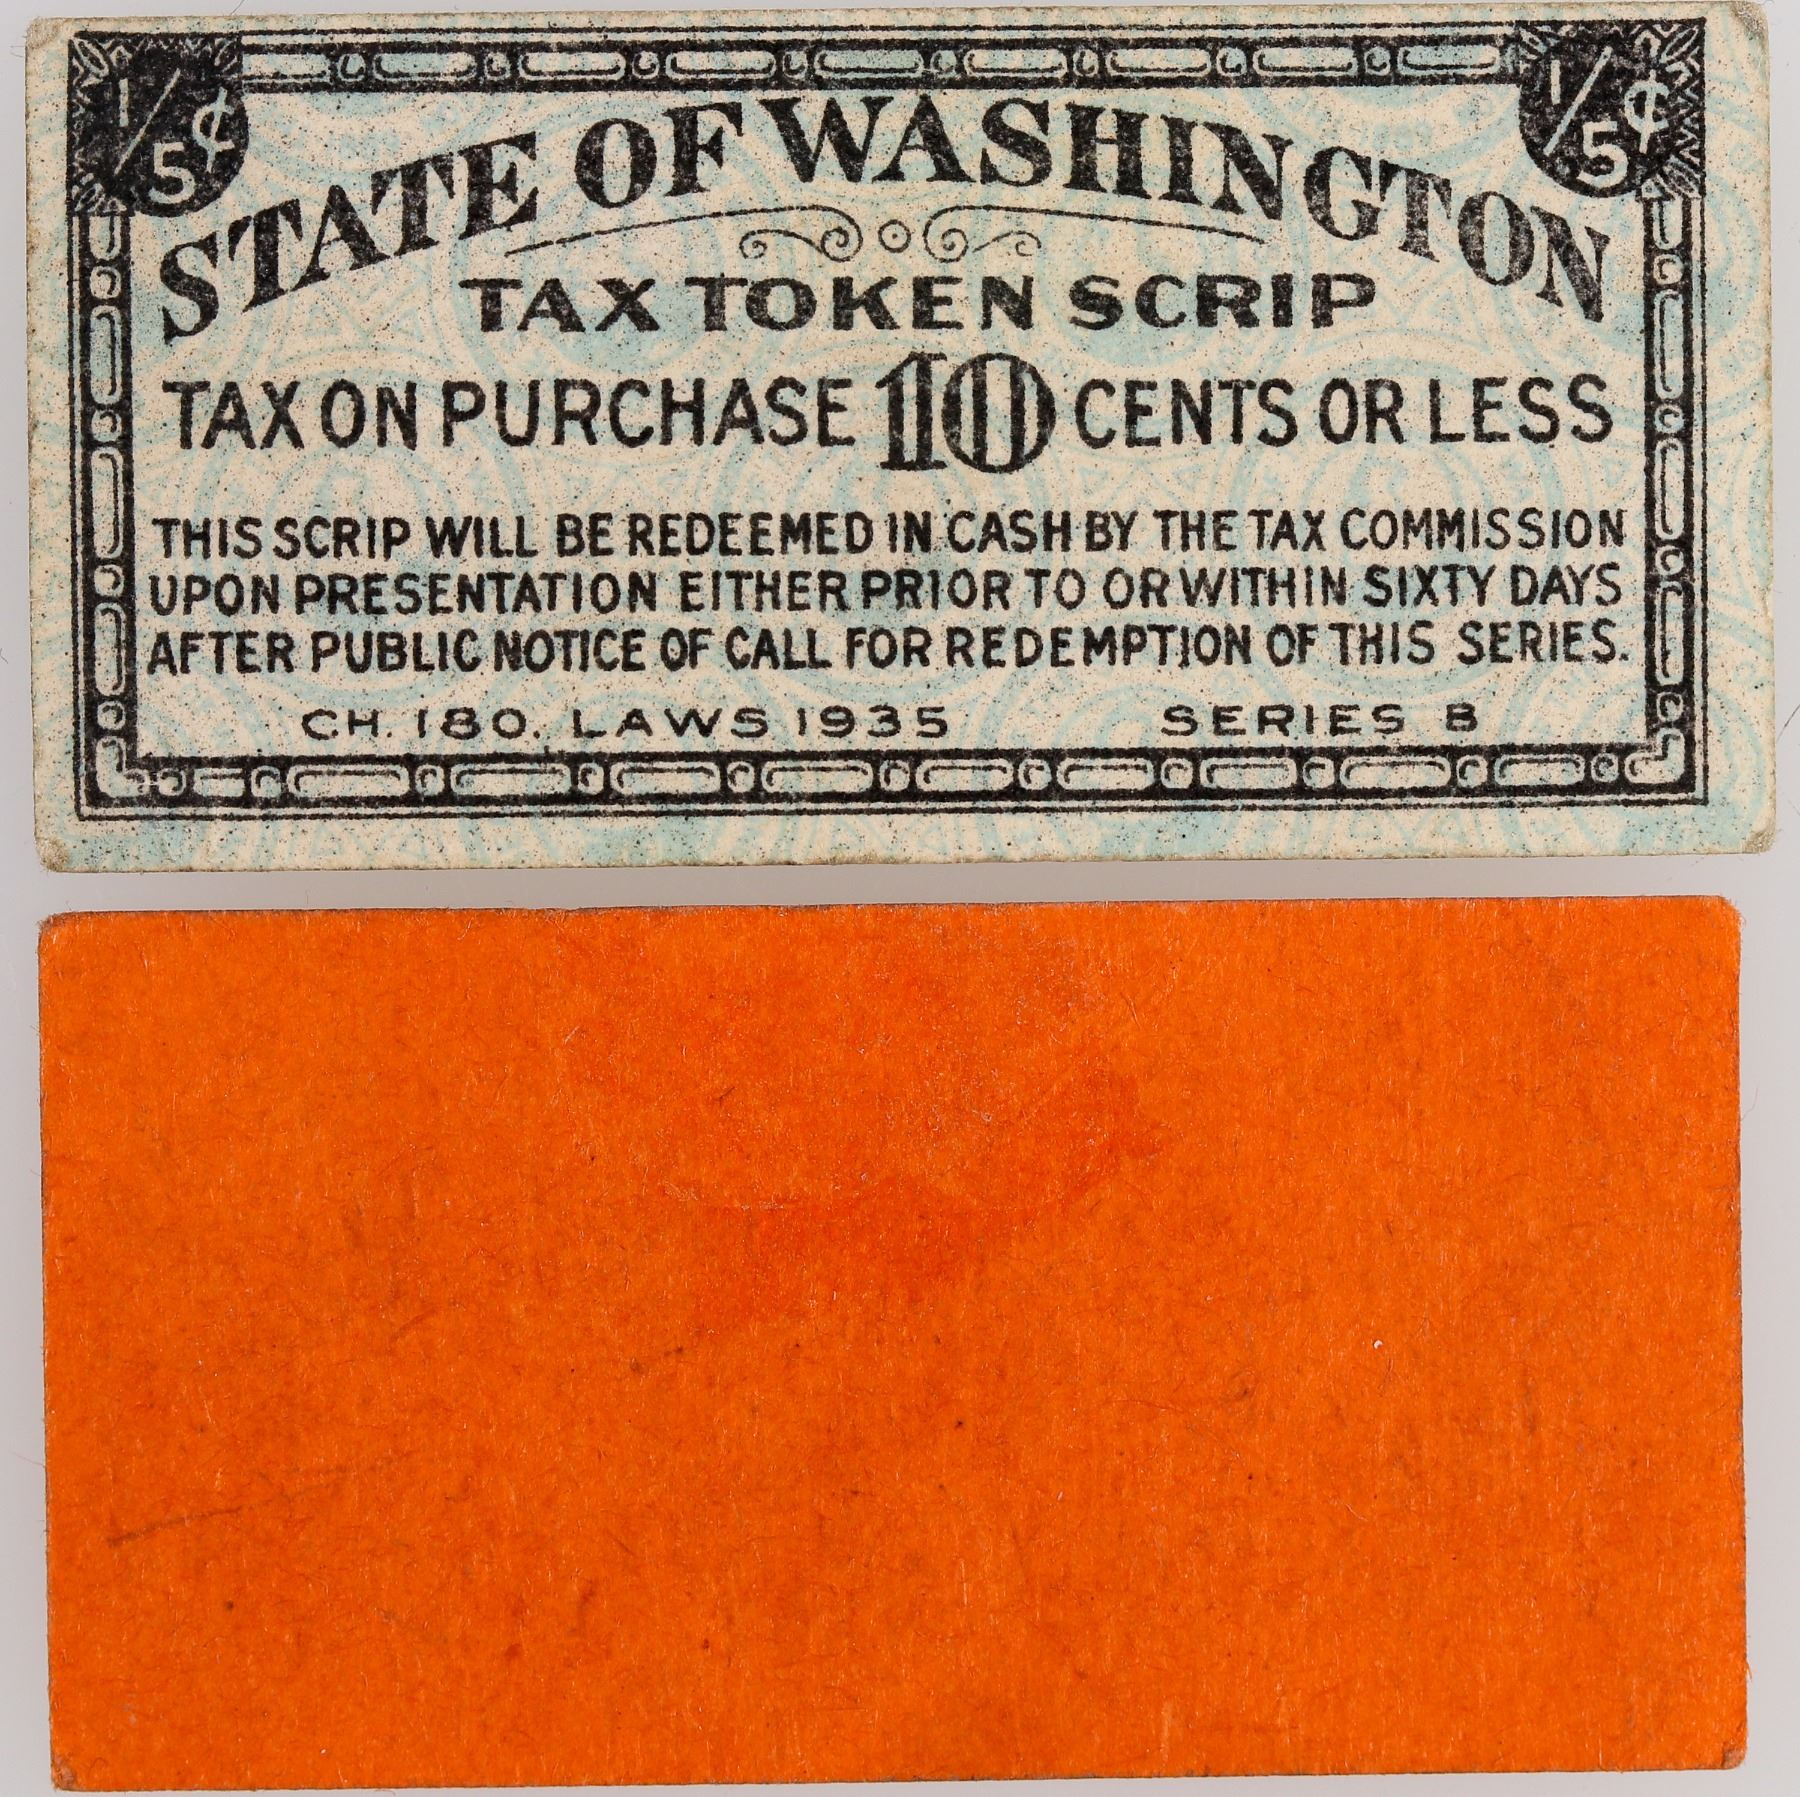 1/5¢ 1/5¢
STATE OF WASHINGTON
TAX TOKEN SCRIP
TAX ON PURCHASE 10 CENTS OR LESS
THIS SCRIP WILL BE REDEEMED IN CASH BY THE TAX COMMISSION
UPON PRESENTATION EITHER PRIOR TO OR WITHIN SIXTY DAYS
AFTER PUBLIC NOTICE OF CALL FOR REDEMPTION OF THIS SERIES.
CH. 180. LAWS 1935 SERIES B